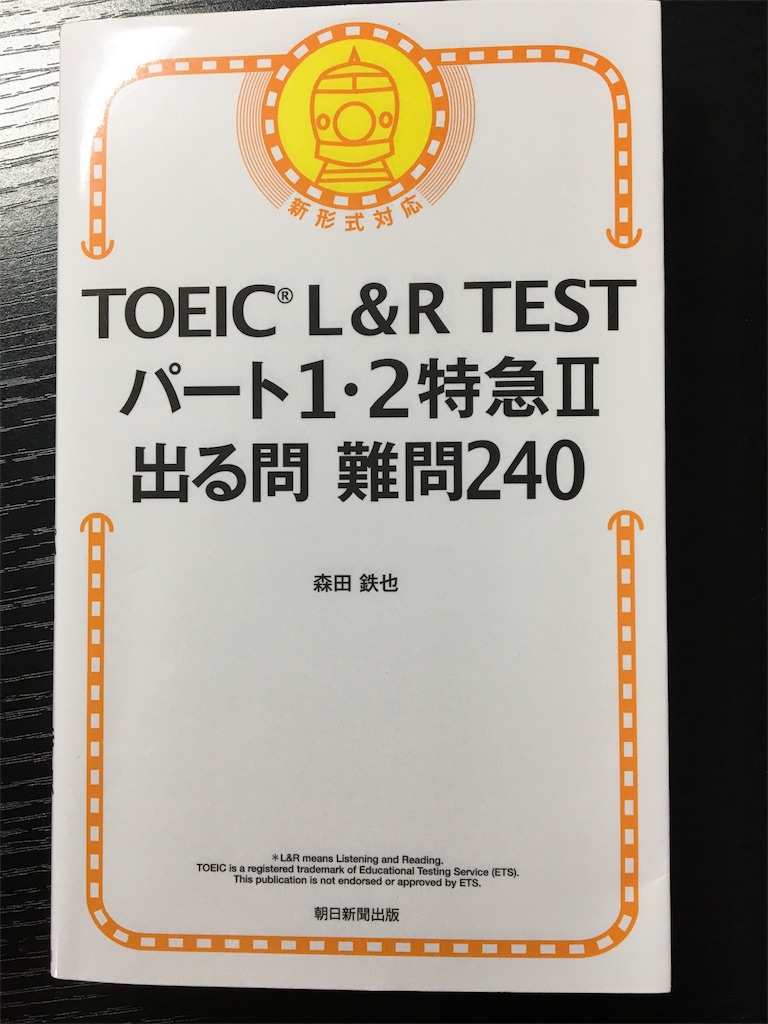 新形式対応
TOEIC® L&R TEST
パート1・2特急Ⅱ
出る問 難問240
森田 鉄也
＊L&R means Listening and Reading.
TOEIC is a registered trademark of Educational Testing Service (ETS).
This publication is not endorsed or approved by ETS.
朝日新聞出版